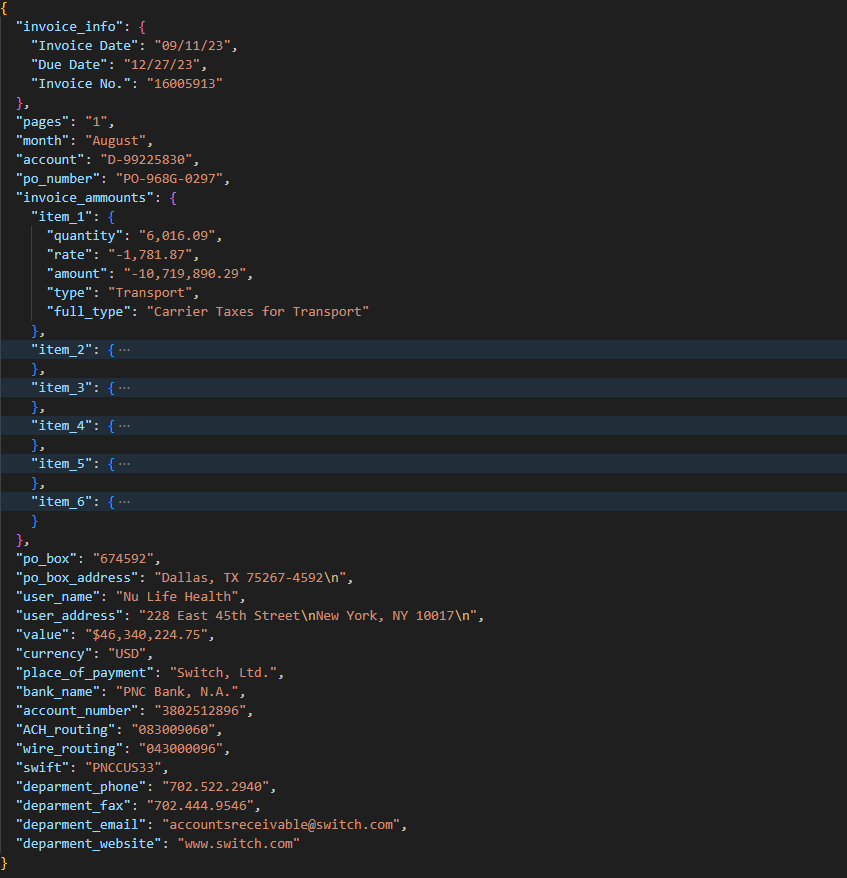 {
"invoice_info": {
"Invoice Date": "09/11/23",
"Due Date": "12/27/23",
"Invoice No.": "16005913"
},
"pages": "1",
"month": "August",
"account": "D-99225830",
"po_number": "PO-968G-0297",
"invoice_ammounts": {
"item_1": {
"quantity": "6,016.09",
"rate": "-1,781.87",
"amount": "-10,719,890.29",
"type": "Transport",
"full_type": "Carrier Taxes for Transport"
},
"item_2": { ···
},
"item_3": { ···
},
"item_4": { ···
},
"item_5": { ···
},
"item_6": { ···
}
},
"po_box": "674592",
"po_box_address": "Dallas, TX 75267-4592\n",
"user_name": "Nu Life Health",
"user_address": "228 East 45th Street\nNew York, NY 10017\n",
"value": "$46,340,224.75",
"currency": "USD",
"place_of_payment": "Switch, Ltd.",
"bank_name": "PNC Bank, N.A.",
"account_number": "3802512896",
"ACH_routing": "083009060",
"wire_routing": "043000096",
"swift": "PNCCUS33",
"deparment_phone": "702.522.2940",
"deparment_fax": "702.444.9546",
"deparment_email": "accountsreceivable@switch.com",
"deparment_website": "www.switch.com"
}